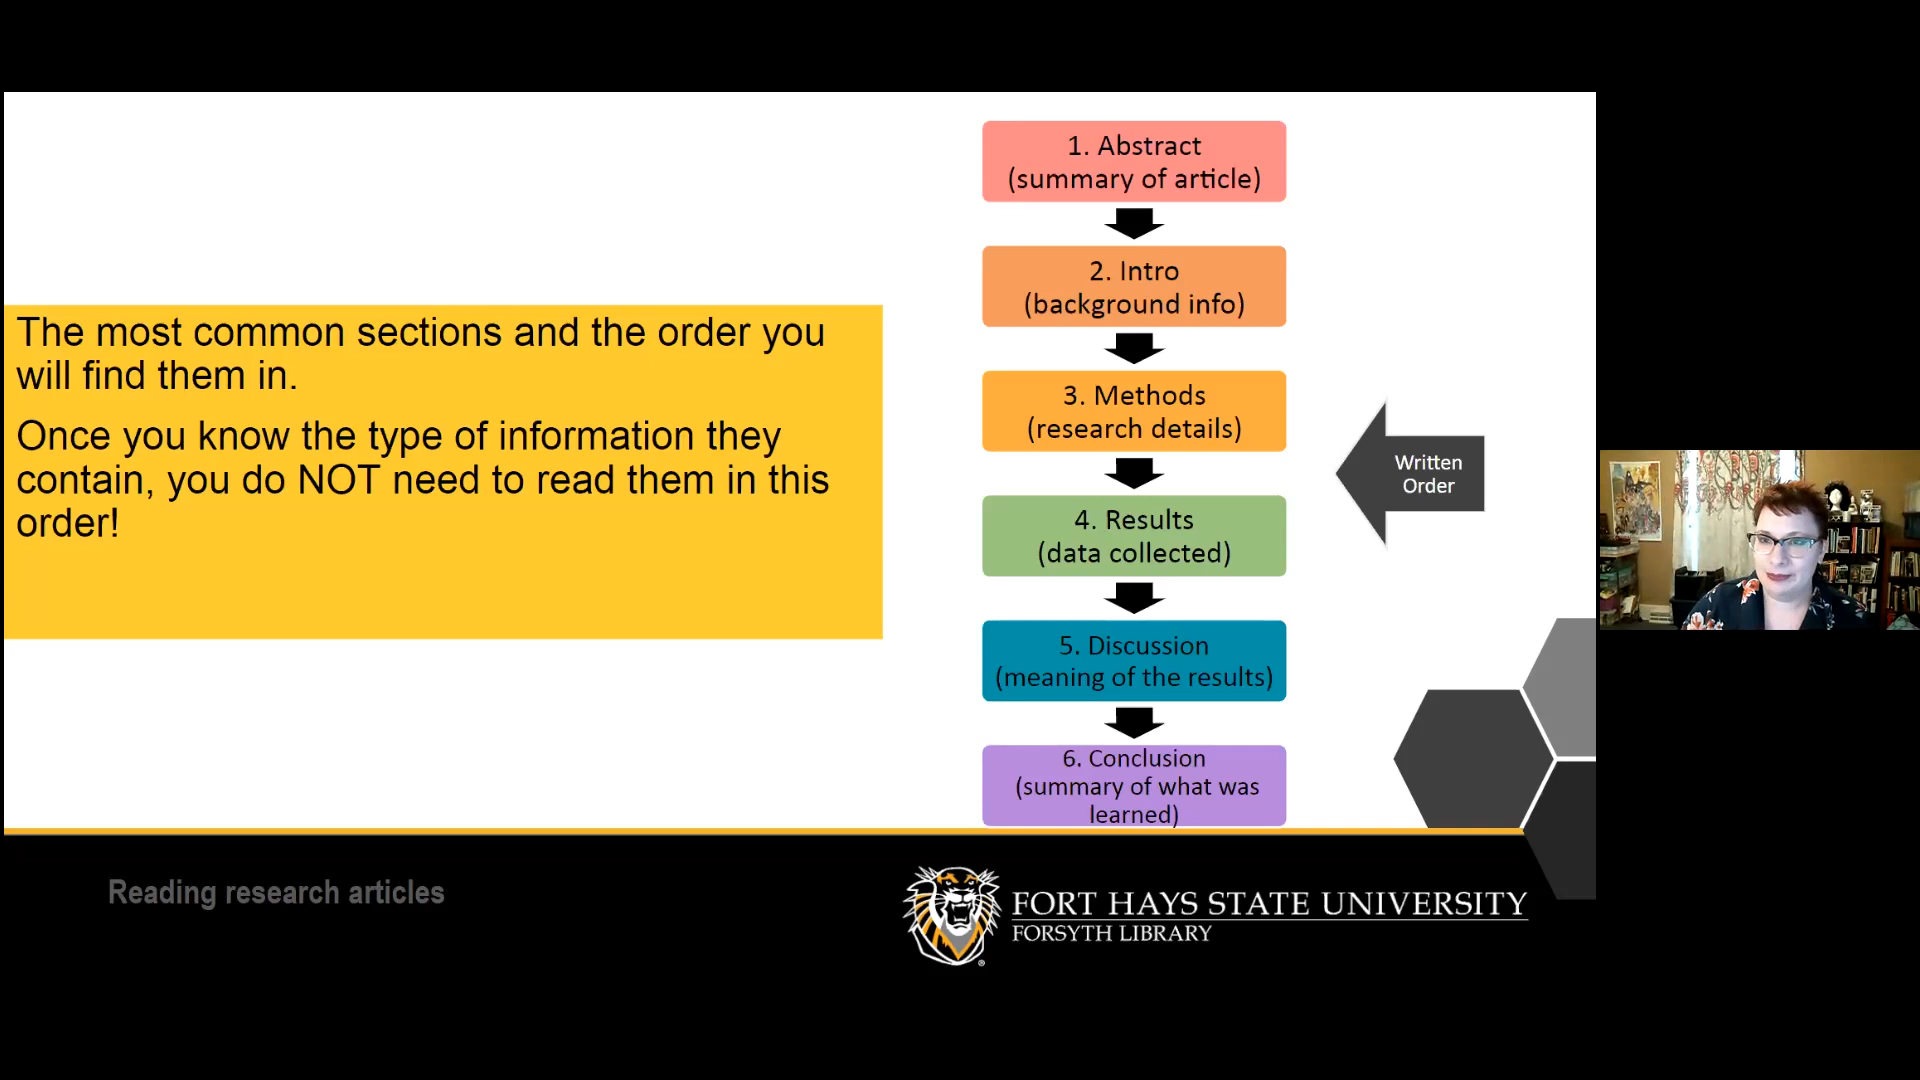 The most common sections and the order you
will find them in.
Once you know the type of information they
contain, you do NOT need to read them in this
order!
1. Abstract
(summary of article)
2. Intro
(background info)
3. Methods
(research details)
4. Results
(data collected)
5. Discussion
(meaning of the results)
6. Conclusion
(summary of what was
learned)
Written
Order
Reading research articles
FORT HAYS STATE UNIVERSITY
FORSYTH LIBRARY
®